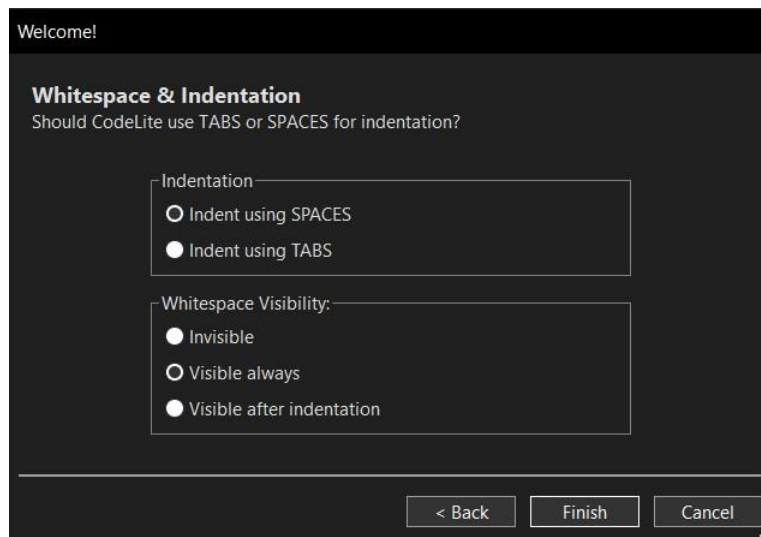 Welcome!
Whitespace & Indentation
Should CodeLite use TABS or SPACES for indentation?
Indentation
Indent using SPACES
Indent using TABS
Whitespace Visibility:
Invisible
Visible always
Visible after indentation
< Back Finish Cancel